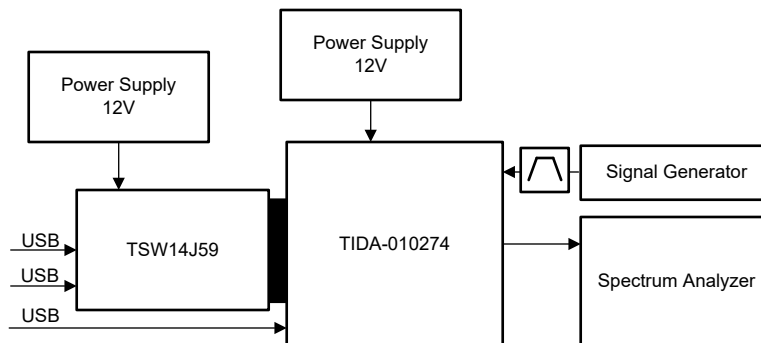 Power Supply
12V
Power Supply
12V
Signal Generator
TSW14J59
TIDA-010274
USB
USB
USB
Spectrum Analyzer